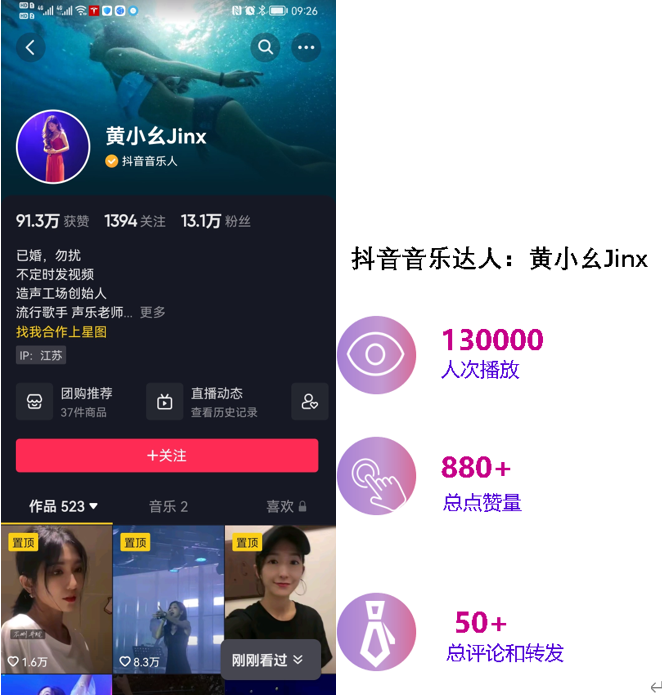 09:26
黄小幺Jinx
抖音音乐人
91.3万 获赞 1394 关注 13.1万 粉丝
已婚，勿扰
不定时发视频
造声工场创始人
流行歌手 声乐老师... 更多
找我合作上星图
IP：江苏
团购推荐
37件商品
直播动态
查看历史记录
+关注
作品 523 音乐 2 喜欢
置顶 置顶 置顶
1.6万 8.3万
刚刚看过
抖音音乐达人：黄小幺Jinx
130000
人次播放
880+
总点赞量
50+
总评论和转发